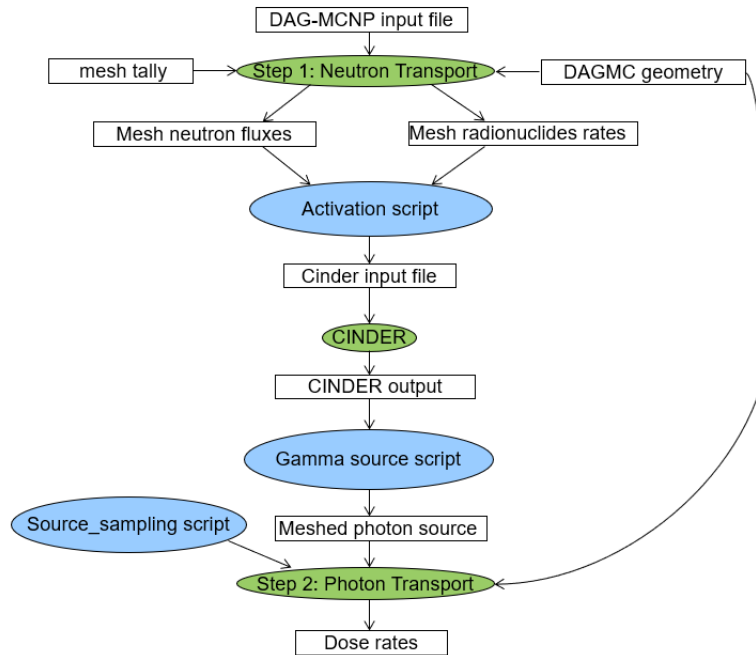 DAG-MCNP input file
mesh tally
Step 1: Neutron Transport
DAGMC geometry
Mesh neutron fluxes
Mesh radionuclides rates
Activation script
Cinder input file
CINDER
CINDER output
Gamma source script
Source_sampling script
Meshed photon source
Step 2: Photon Transport
Dose rates